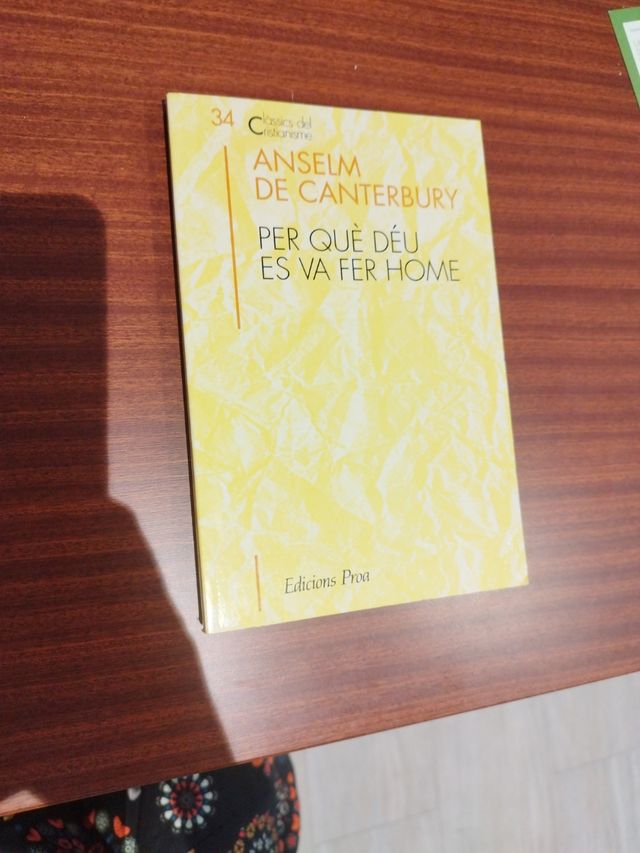 34 Clàssics del
Cristianisme
ANSELM
DE CANTERBURY
PER QUÈ DÉU
ES VA FER HOME
Edicions Proa